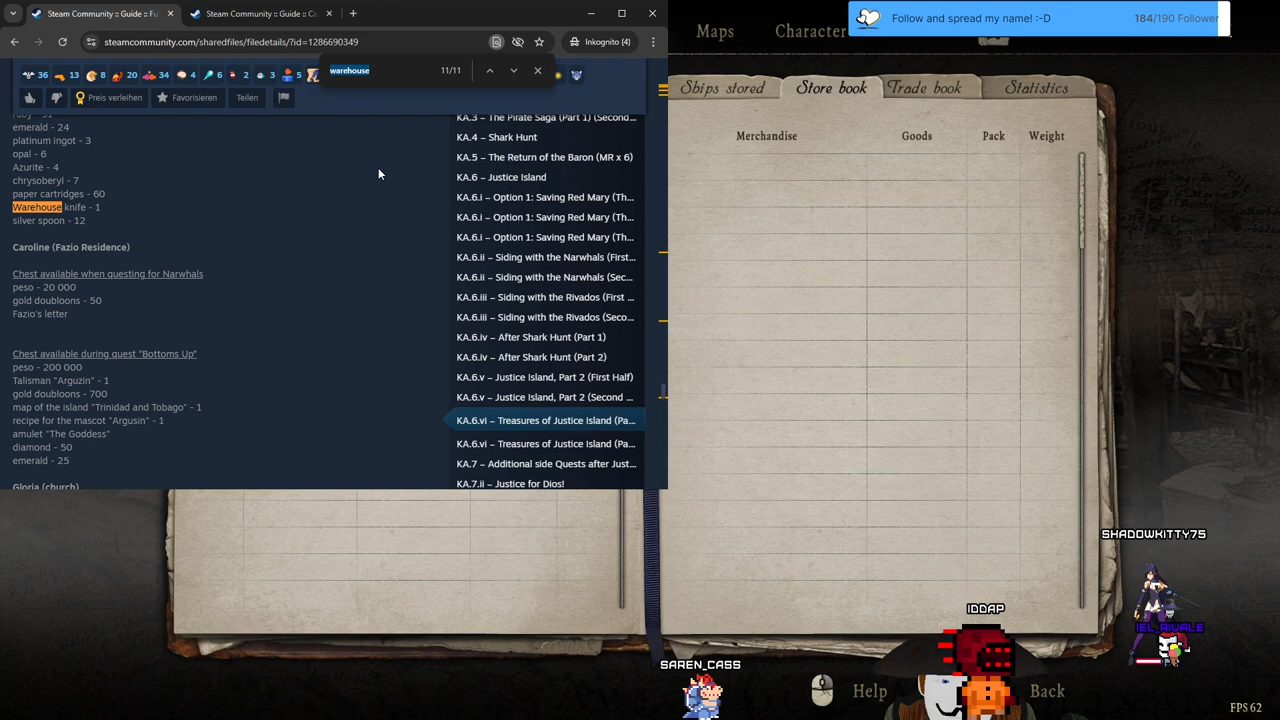 Steam Community :: Guide :: Fu
Steam Community :: Guide :: Ca
steamcommunity.com/sharedfiles/filedetails/?id=1286690349
Inkognito (4)
36
13
8
20
34
4
6
2
3
5
warehouse
11/11
Preis verleihen
Favorisieren
Teilen
emerald - 24
platinum ingot - 3
opal - 6
Azurite - 4
chrysoberyl - 7
paper cartridges - 60
Warehouse knife - 1
silver spoon - 12
Caroline (Fazio Residence)
Chest available when questing for Narwhals
peso - 20 000
gold doubloons - 50
Fazio's letter
Chest available during quest "Bottoms Up"
peso - 200 000
Talisman "Arguzin" - 1
gold doubloons - 700
map of the island "Trinidad and Tobago" - 1
recipe for the mascot "Argusin" - 1
amulet "The Goddess"
diamond - 50
emerald - 25
Gloria (church)
KA.3 – The Pirate Saga (Part 1) (Second...
KA.4 – Shark Hunt
KA.5 – The Return of the Baron (MR x 6)
KA.6 – Justice Island
KA.6.i – Option 1: Saving Red Mary (Th...
KA.6.i – Option 1: Saving Red Mary (Th...
KA.6.i – Option 1: Saving Red Mary (Th...
KA.6.ii – Siding with the Narwhals (First...
KA.6.ii – Siding with the Narwhals (Sec...
KA.6.iii – Siding with the Rivados (First ...
KA.6.iii – Siding with the Rivados (Seco...
KA.6.iv – After Shark Hunt (Part 1)
KA.6.iv – After Shark Hunt (Part 2)
KA.6.v – Justice Island, Part 2 (First Half)
KA.6.v – Justice Island, Part 2 (Second ...
KA.6.vi – Treasures of Justice Island (Pa...
KA.6.vi – Treasures of Justice Island (Pa...
KA.7 – Additional side Quests after Just...
KA.7.ii – Justice for Dios!
Maps
Character
Follow and spread my name! :-D
184/190 Follower
Ships stored
Store book
Trade book
Statistics
Merchandise
Goods
Pack
Weight
SHADOWKITTY75
IDDAP
IEL_RIVALE
SAREN_CASS
Help
Back
FPS 62